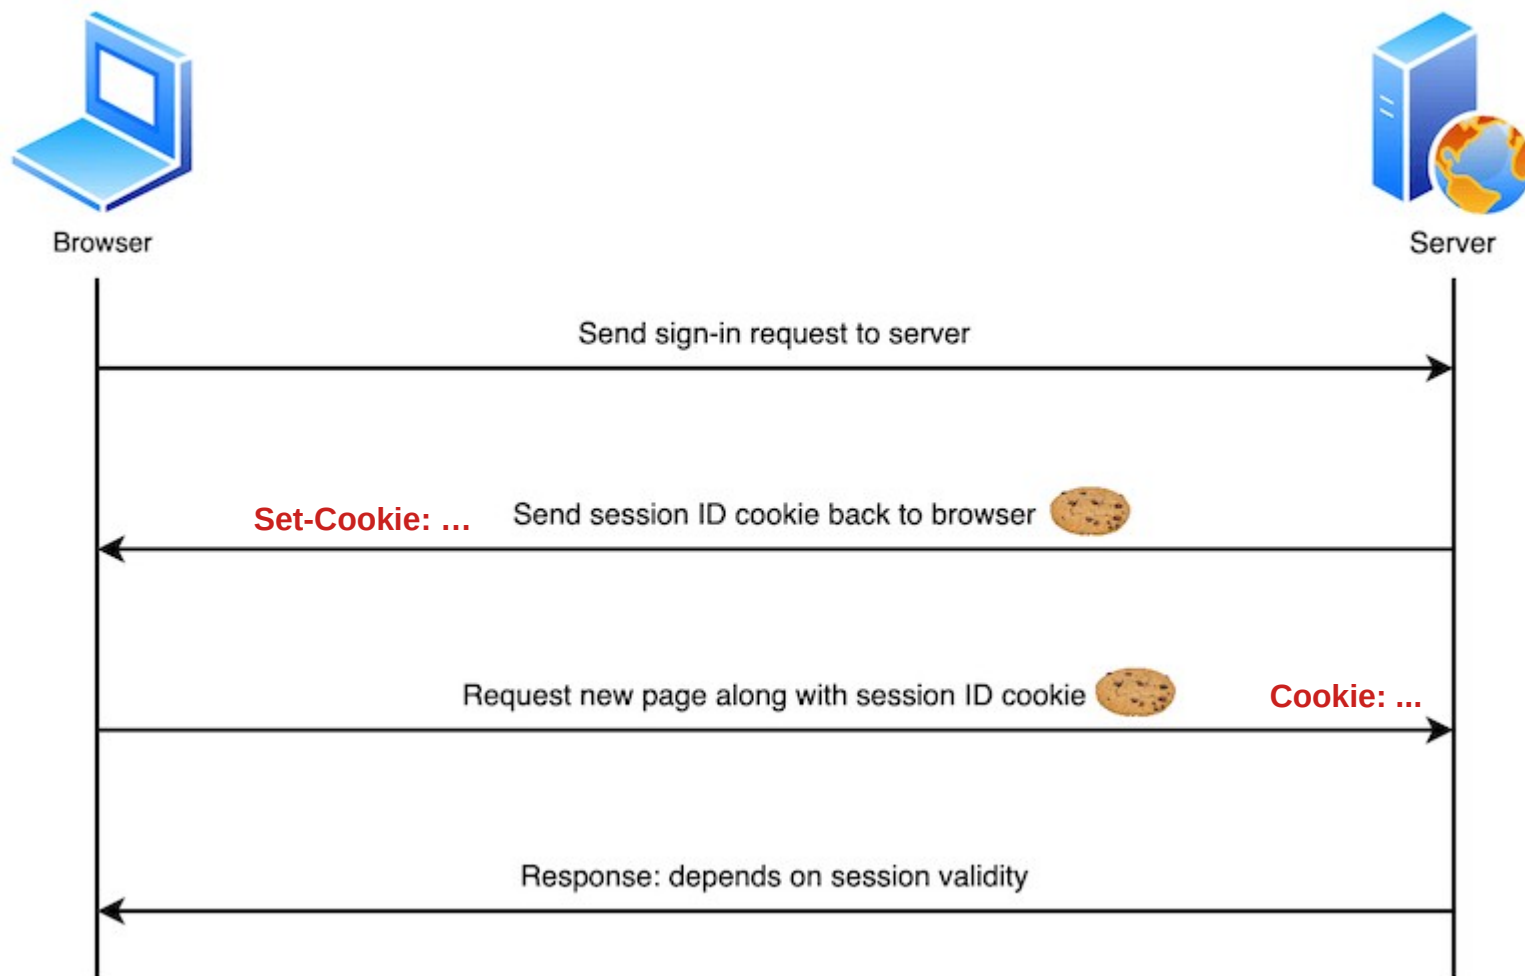 Browser
Server
Send sign-in request to server
Set-Cookie: …
Send session ID cookie back to browser
Request new page along with session ID cookie
Cookie: ...
Response: depends on session validity